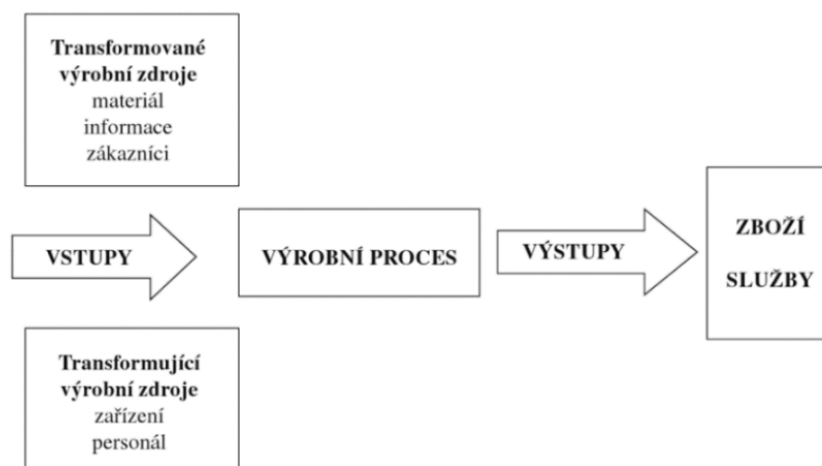 Transformované
výrobní zdroje
materiál
informace
zákazníci
VSTUPY
VÝROBNÍ PROCES
VÝSTUPY
ZBOŽÍ
SLUŽBY
Transformující
výrobní zdroje
zařízení
personál